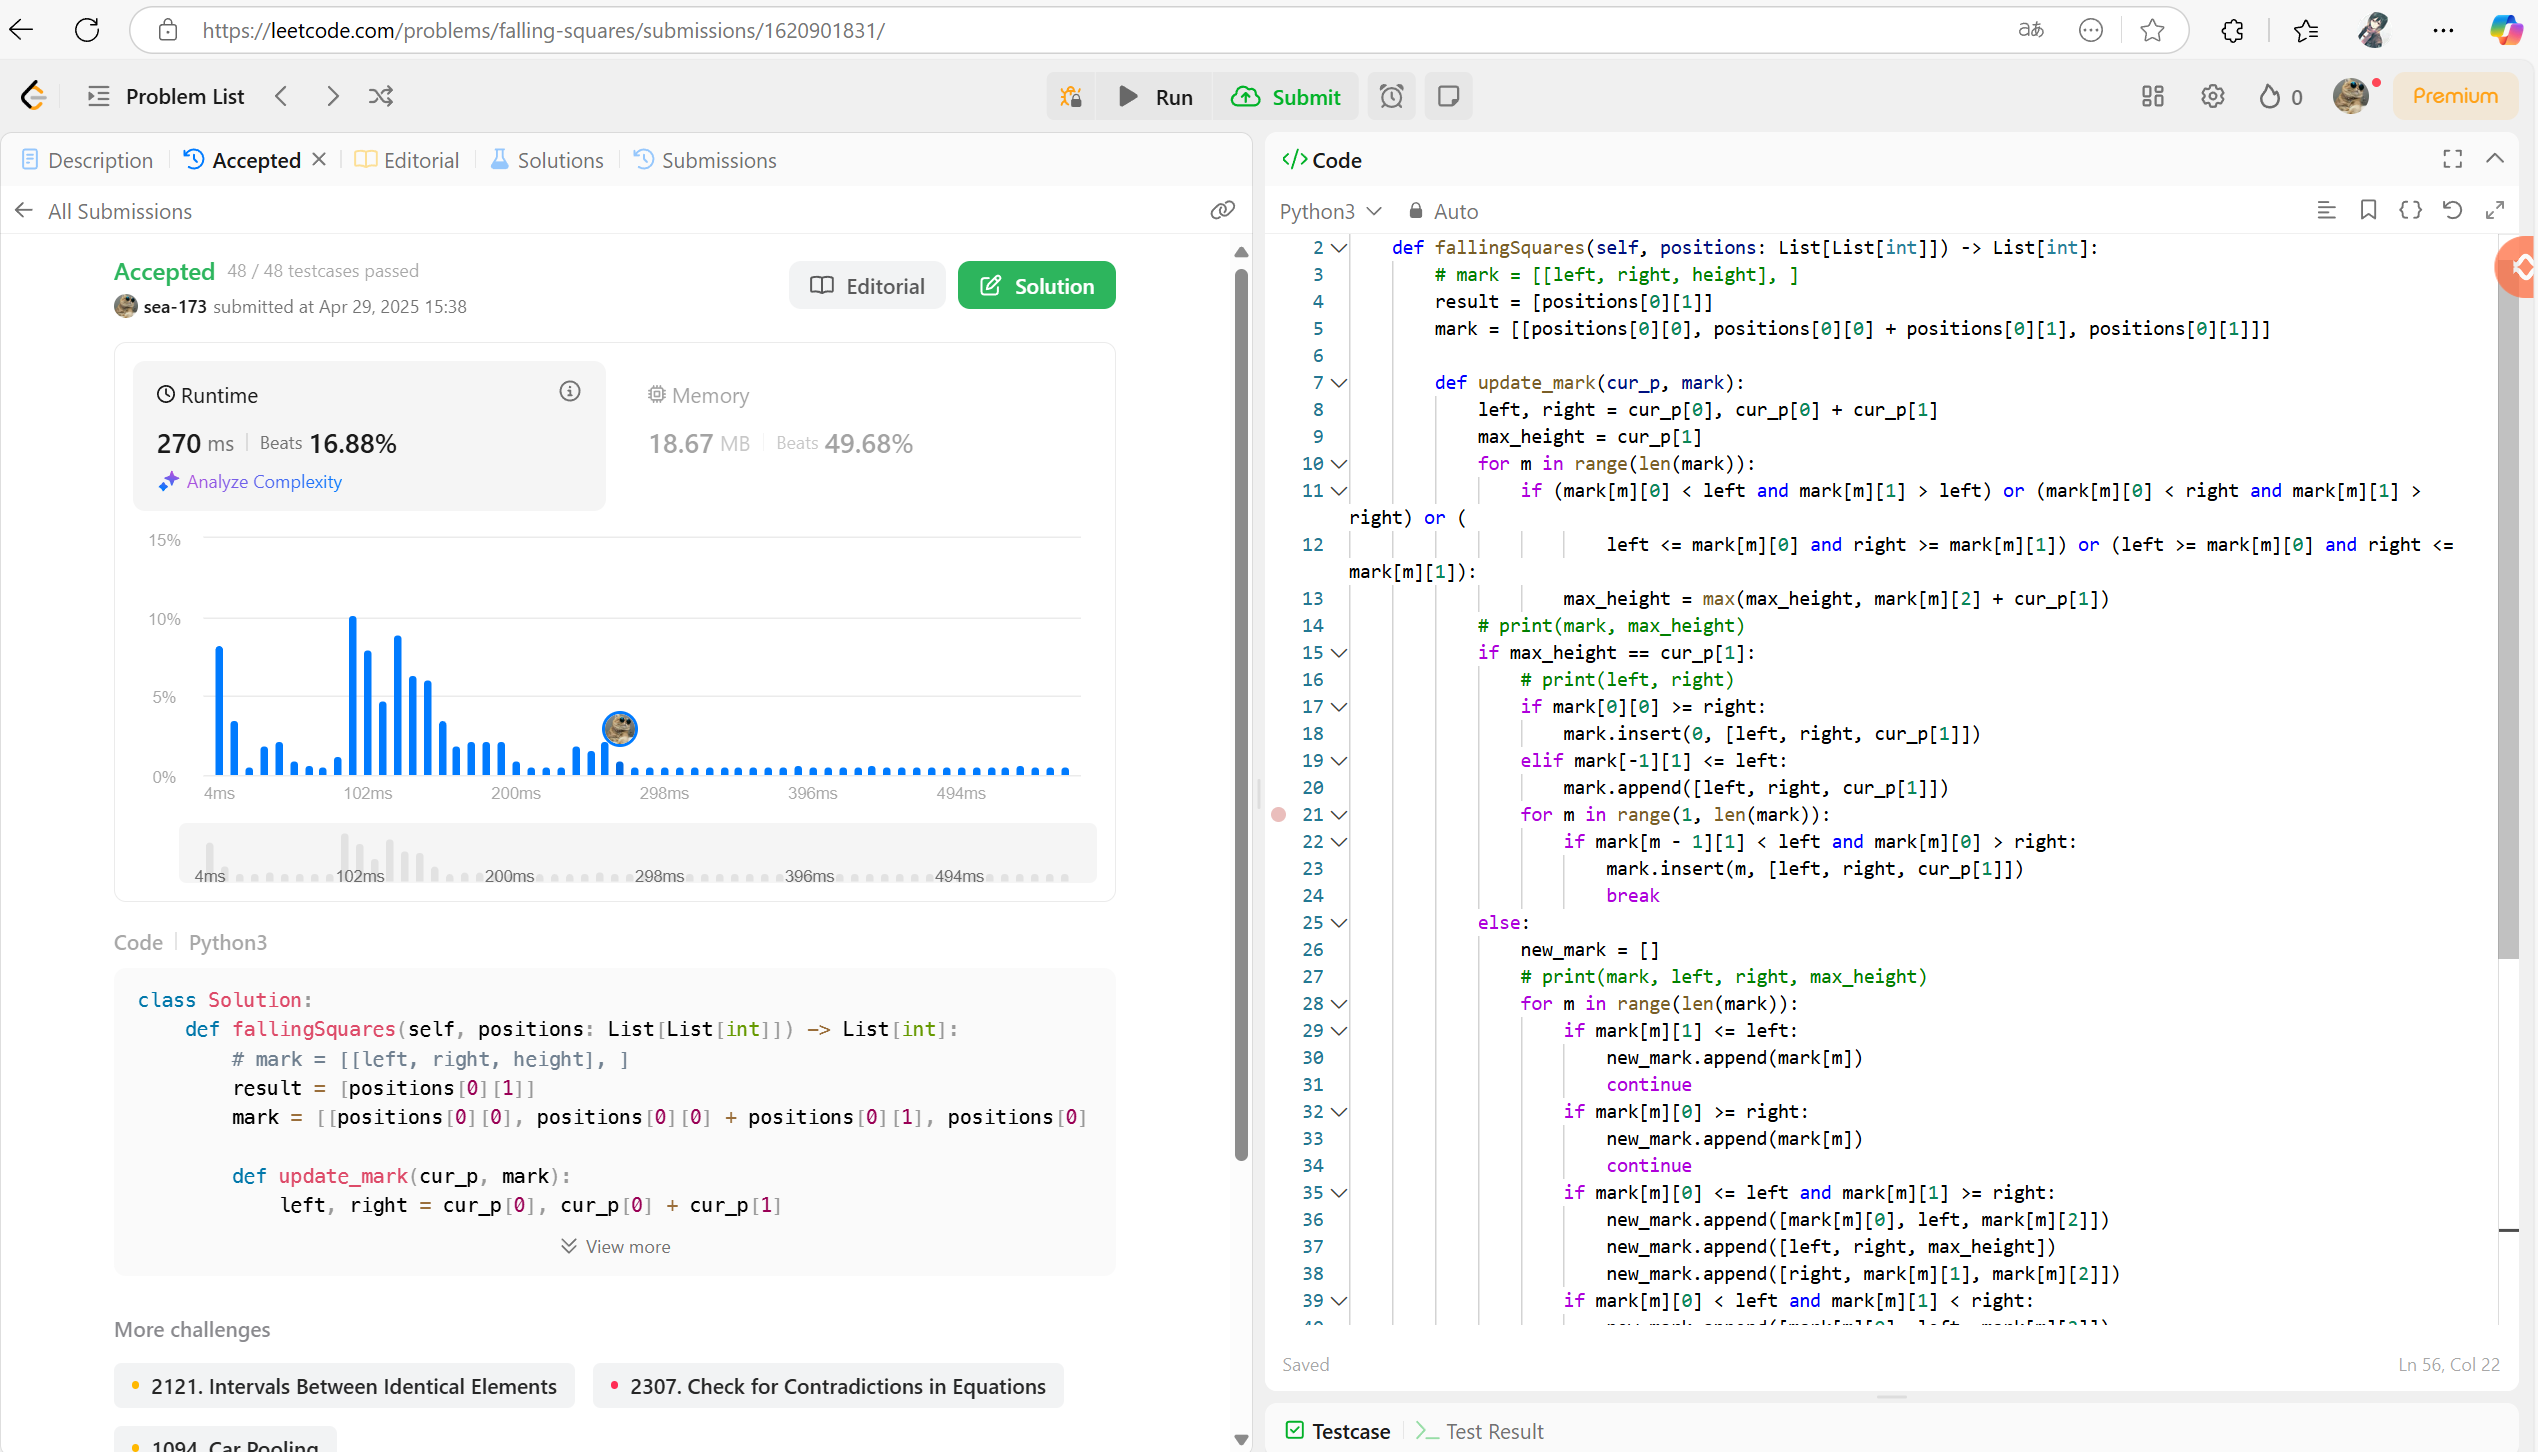 https://leetcode.com/problems/falling-squares/submissions/1620901831/
Problem List
Run
Submit
0
Premium
Description
Accepted
Editorial
Solutions
Submissions
All Submissions
Accepted 48 / 48 testcases passed
sea-173 submitted at Apr 29, 2025 15:38
Editorial
Solution
Runtime
270 ms Beats 16.88%
Analyze Complexity
Memory
18.67 MB Beats 49.68%
15%
10%
5%
0%
4ms 102ms 200ms 298ms 396ms 494ms
4ms 102ms 200ms 298ms 396ms 494ms
Code Python3
class Solution:
    def fallingSquares(self, positions: List[List[int]]) -> List[int]:
        # mark = [[left, right, height], ]
        result = [positions[0][1]]
        mark = [[positions[0][0], positions[0][0] + positions[0][1], positions[0]
        def update_mark(cur_p, mark):
            left, right = cur_p[0], cur_p[0] + cur_p[1]
View more
More challenges
2121. Intervals Between Identical Elements
2307. Check for Contradictions in Equations
1094. Car Pooling
Code
Python3 Auto
2 def fallingSquares(self, positions: List[List[int]]) -> List[int]:
3 # mark = [[left, right, height], ]
4 result = [positions[0][1]]
5 mark = [[positions[0][0], positions[0][0] + positions[0][1], positions[0][1]]]
6
7 def update_mark(cur_p, mark):
8 left, right = cur_p[0], cur_p[0] + cur_p[1]
9 max_height = cur_p[1]
10 for m in range(len(mark)):
11 if (mark[m][0] < left and mark[m][1] > left) or (mark[m][0] < right and mark[m][1] >
right) or (
12 left <= mark[m][0] and right >= mark[m][1]) or (left >= mark[m][0] and right <=
mark[m][1]):
13 max_height = max(max_height, mark[m][2] + cur_p[1])
14 # print(mark, max_height)
15 if max_height == cur_p[1]:
16 # print(left, right)
17 if mark[0][0] >= right:
18 mark.insert(0, [left, right, cur_p[1]])
19 elif mark[-1][1] <= left:
20 mark.append([left, right, cur_p[1]])
21 for m in range(1, len(mark)):
22 if mark[m - 1][1] < left and mark[m][0] > right:
23 mark.insert(m, [left, right, cur_p[1]])
24 break
25 else:
26 new_mark = []
27 # print(mark, left, right, max_height)
28 for m in range(len(mark)):
29 if mark[m][1] <= left:
30 new_mark.append(mark[m])
31 continue
32 if mark[m][0] >= right:
33 new_mark.append(mark[m])
34 continue
35 if mark[m][0] <= left and mark[m][1] >= right:
36 new_mark.append([mark[m][0], left, mark[m][2]])
37 new_mark.append([left, right, max_height])
38 new_mark.append([right, mark[m][1], mark[m][2]])
39 if mark[m][0] < left and mark[m][1] < right:
Saved
Ln 56, Col 22
Testcase
Test Result